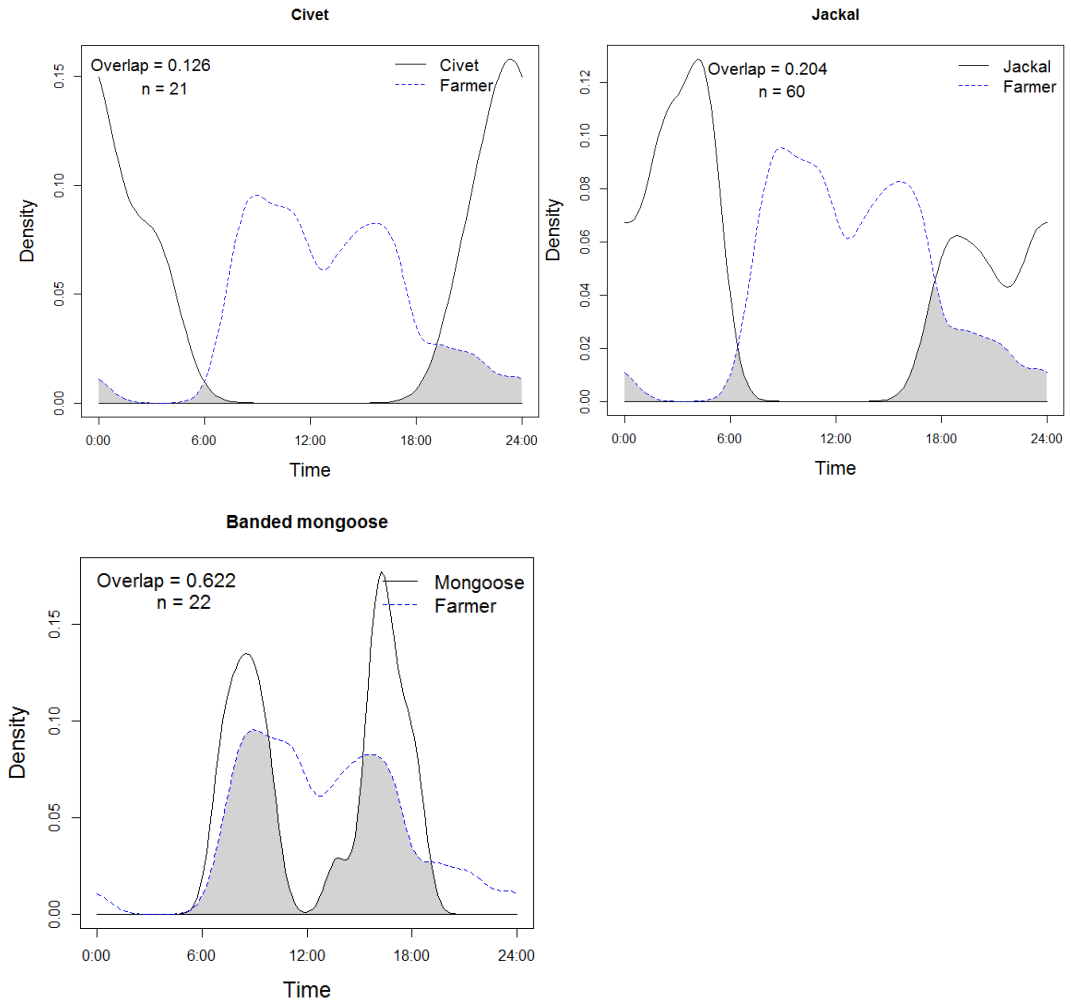 Civet
Overlap = 0.126
n = 21
Civet
Farmer
0.15
0.10
0.05
0.00
Density
0:00 6:00 12:00 18:00 24:00
Time
Jackal
Overlap = 0.204
n = 60
Jackal
Farmer
0.12
0.10
0.08
0.06
0.04
0.02
0.00
Density
0:00 6:00 12:00 18:00 24:00
Time
Banded mongoose
Overlap = 0.622
n = 22
Mongoose
Farmer
0.15
0.10
0.05
0.00
Density
0:00 6:00 12:00 18:00 24:00
Time